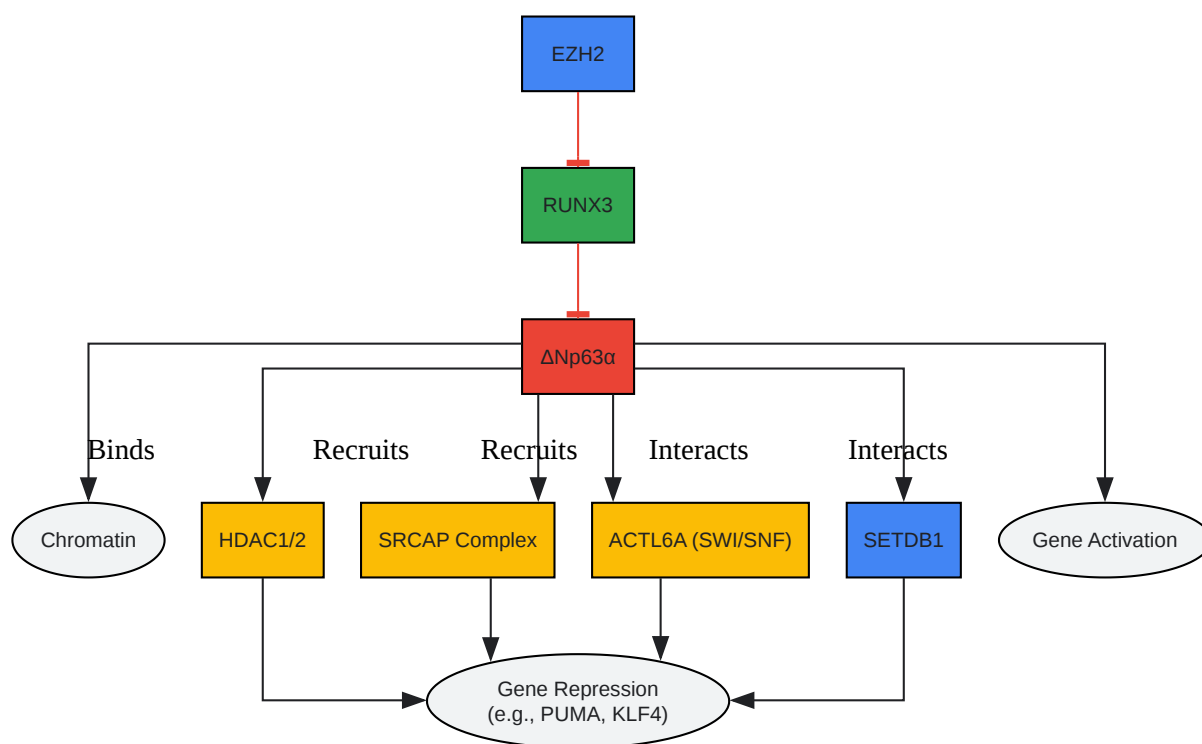 EZH2
RUNX3
ΔNp63α
Binds
Recruits
Recruits
Interacts
Interacts
Chromatin
HDAC1/2
SRCAP Complex
ACTL6A (SWI/SNF)
SETDB1
Gene Activation
Gene Repression
(e.g., PUMA, KLF4)